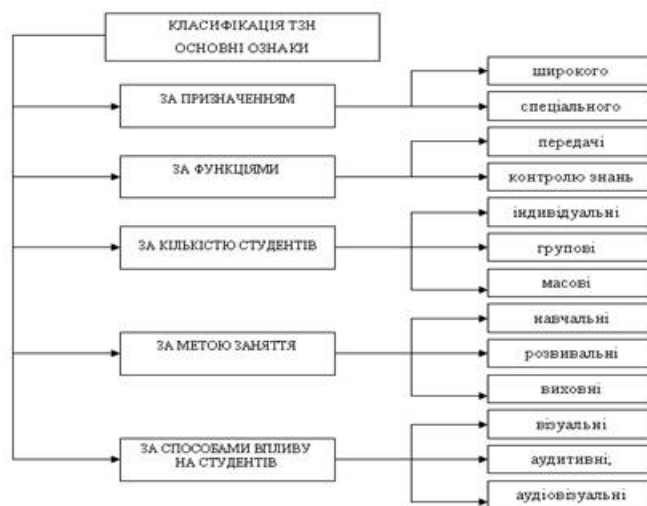 КЛАСИФІКАЦІЯ ТЗН
ОСНОВНІ ОЗНАКИ
ЗА ПРИЗНАЧЕННЯМ
широкого
спеціального
ЗА ФУНКЦІЯМИ
передачі
контролю знань
ЗА КІЛЬКІСТЮ СТУДЕНТІВ
індивідуальні
групові
масові
ЗА МЕТОЮ ЗАНЯТТЯ
навчальні
розвивальні
виховні
ЗА СПОСОБАМИ ВПЛИВУ
НА СТУДЕНТІВ
візуальні
аудитивні,
аудіовізуальні